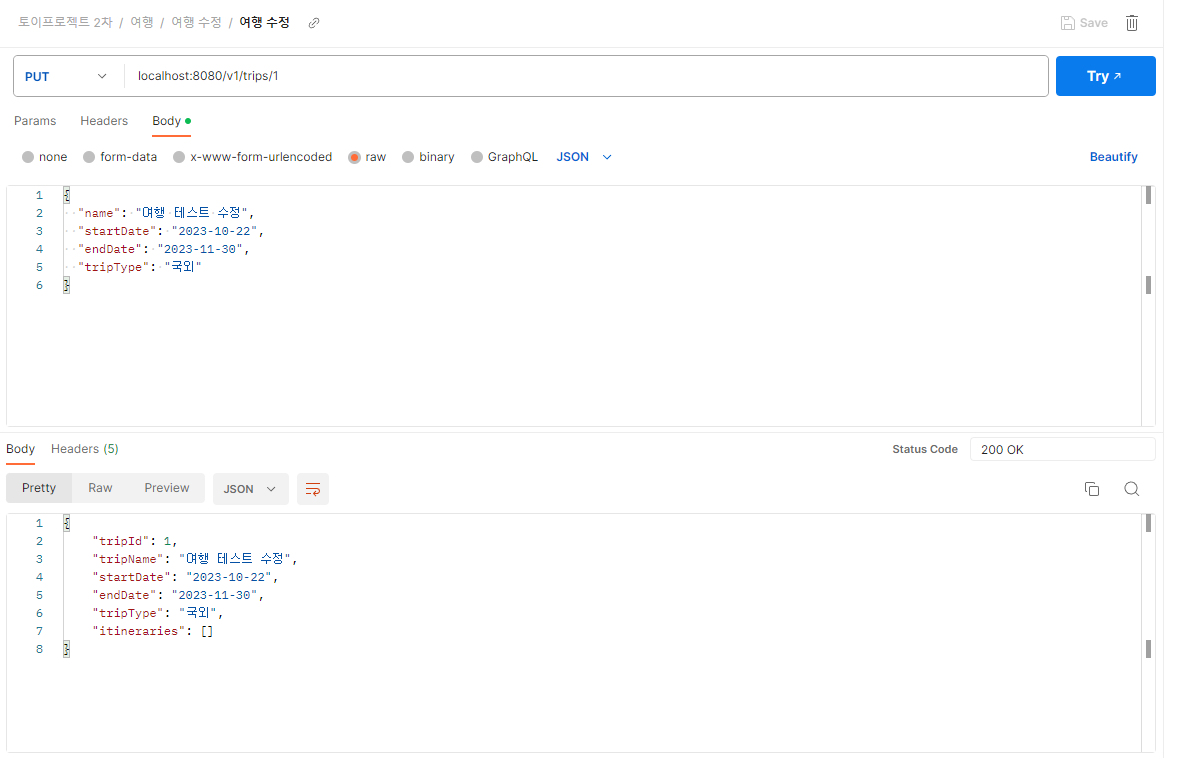 토이프로젝트 2차 / 여행 / 여행 수정 / 여행 수정
Save
PUT localhost:8080/v1/trips/1 Try ↗
Params Headers Body
none form-data x-www-form-urlencoded raw binary GraphQL JSON Beautify
1 {
2 "name": "여행 테스트 수정",
3 "startDate": "2023-10-22",
4 "endDate": "2023-11-30",
5 "tripType": "국외"
6 }
Body Headers (5) Status Code 200 OK
Pretty Raw Preview JSON
1 {
2 "tripId": 1,
3 "tripName": "여행 테스트 수정",
4 "startDate": "2023-10-22",
5 "endDate": "2023-11-30",
6 "tripType": "국외",
7 "itineraries": []
8 }